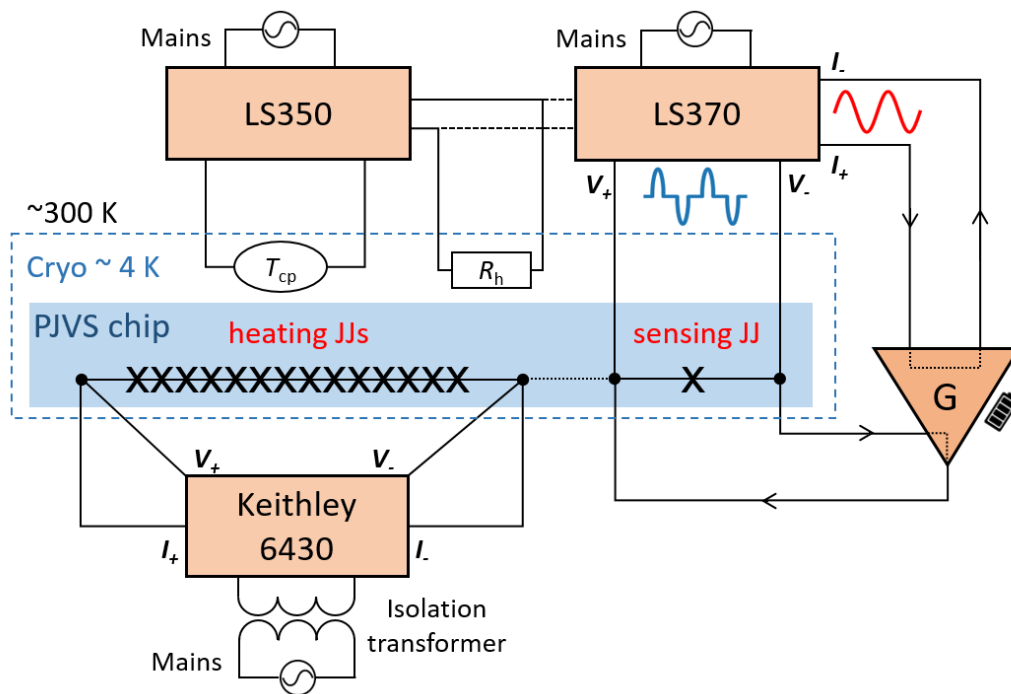 Mains
Mains
LS350
LS370
I-
I+
V+
V-
~300 K
Cryo ~ 4 K
Tcp
Rh
PJVS chip
heating JJs
sensing JJ
XXXXXXXXXXXXXX
X
G
V+
V-
Keithley
6430
I+
I-
Isolation
transformer
Mains